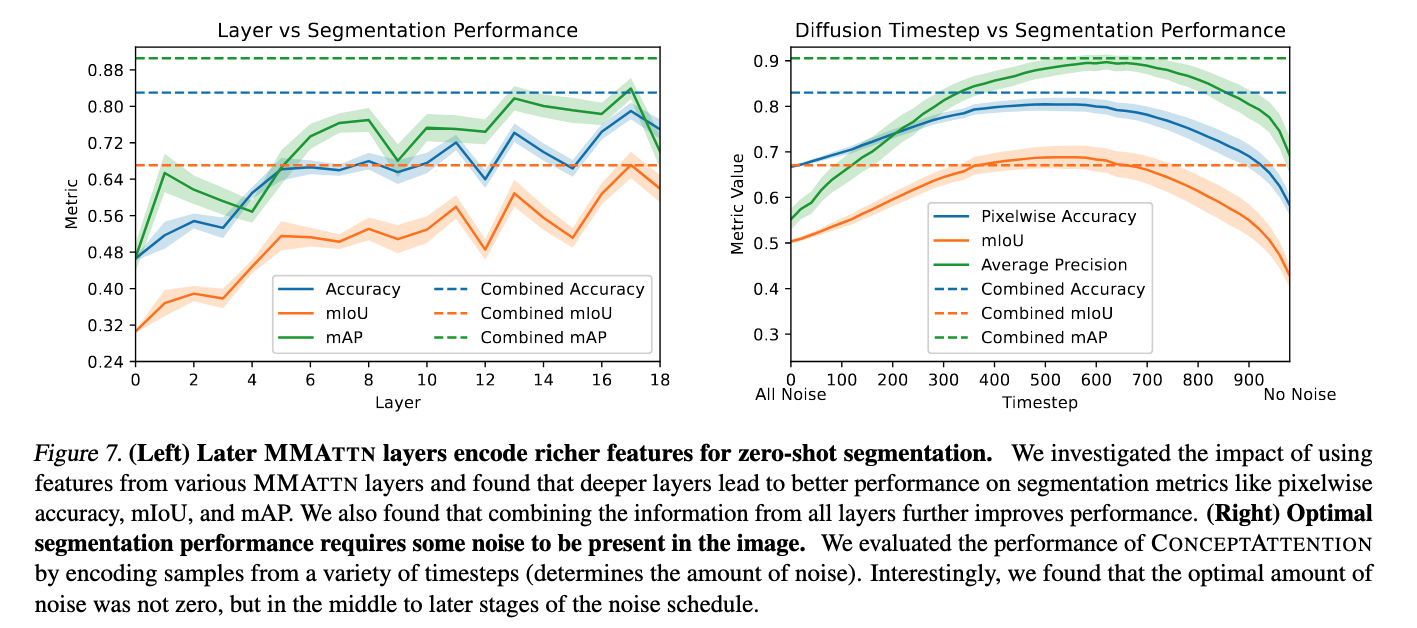 Layer vs Segmentation Performance
0.88
0.80
0.72
0.64
0.56
0.48
0.40
0.32
0.24
Metric
0 2 4 6 8 10 12 14 16 18
Layer
Accuracy
mIoU
mAP
Combined Accuracy
Combined mIoU
Combined mAP
Diffusion Timestep vs Segmentation Performance
0.9
0.8
0.7
0.6
0.5
0.4
0.3
Metric Value
0 100 200 300 400 500 600 700 800 900
All Noise
No Noise
Timestep
Pixelwise Accuracy
mIoU
Average Precision
Combined Accuracy
Combined mIoU
Combined mAP
Figure 7. (Left) Later MMATTN layers encode richer features for zero-shot segmentation. We investigated the impact of using
features from various MMATTN layers and found that deeper layers lead to better performance on segmentation metrics like pixelwise
accuracy, mIoU, and mAP. We also found that combining the information from all layers further improves performance. (Right) Optimal
segmentation performance requires some noise to be present in the image. We evaluated the performance of CONCEPTATTENTION
by encoding samples from a variety of timesteps (determines the amount of noise). Interestingly, we found that the optimal amount of
noise was not zero, but in the middle to later stages of the noise schedule.